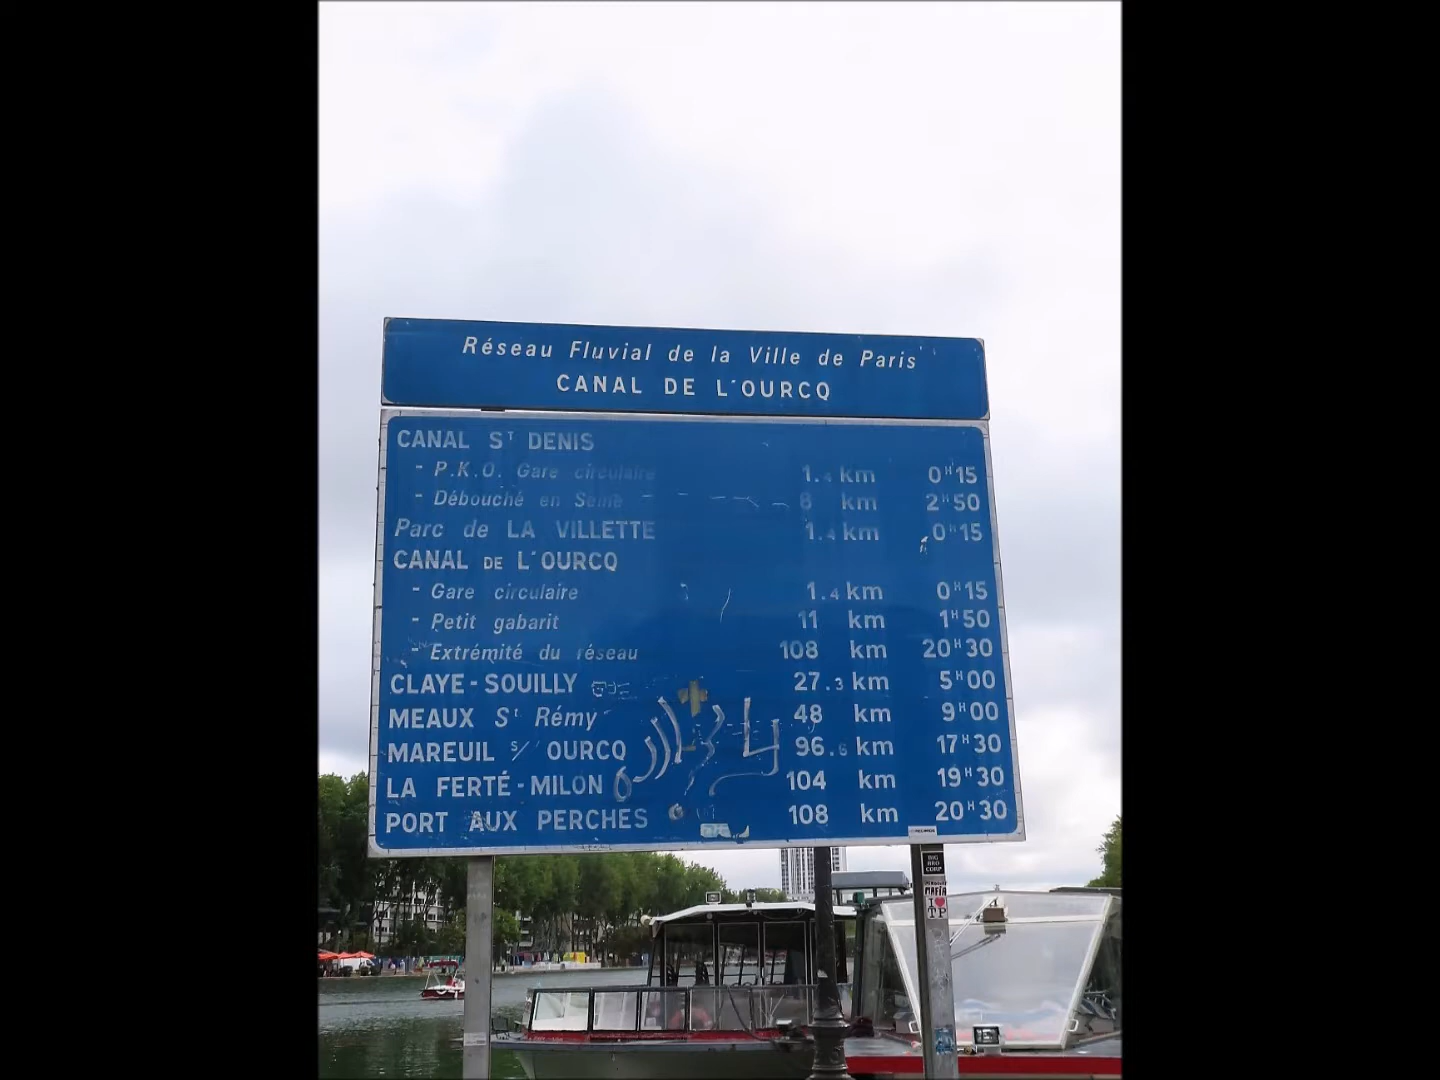 Réseau Fluvial de la Ville de Paris
CANAL DE L'OURCQ
CANAL ST DENIS
- P.K.O. Gare circulaire 1.4 km 0H15
- Débouché en Seine 8 km 2H50
Parc de LA VILLETTE 1.4 km 0H15
CANAL DE L'OURCQ
- Gare circulaire 1.4 km 0H15
- Petit gabarit 11 km 1H50
- Extrémité du réseau 108 km 20H30
CLAYE-SOUILLY 27.3 km 5H00
MEAUX St Rémy 48 km 9H00
MAREUIL s/ OURCQ 96.6 km 17H30
LA FERTÉ-MILON 104 km 19H30
PORT AUX PERCHES 108 km 20H30
BIG
BRO
CORP
I
TP